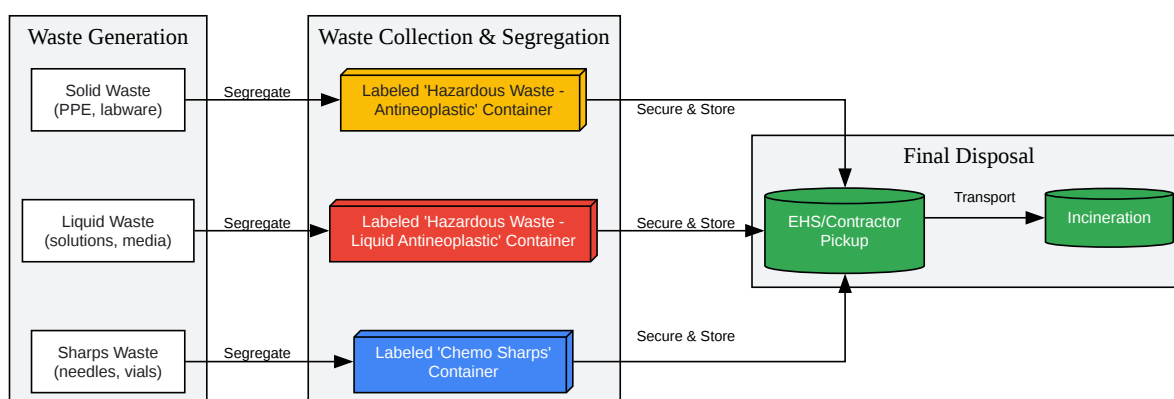 Waste Generation
Waste Collection & Segregation
Solid Waste
(PPE, labware)
Segregate
Labeled 'Hazardous Waste -
Antineoplastic' Container
Secure & Store
Liquid Waste
(solutions, media)
Segregate
Labeled 'Hazardous Waste -
Liquid Antineoplastic' Container
Secure & Store
Sharps Waste
(needles, vials)
Segregate
Labeled 'Chemo Sharps'
Container
Secure & Store
Final Disposal
EHS/Contractor
Pickup
Transport
Incineration